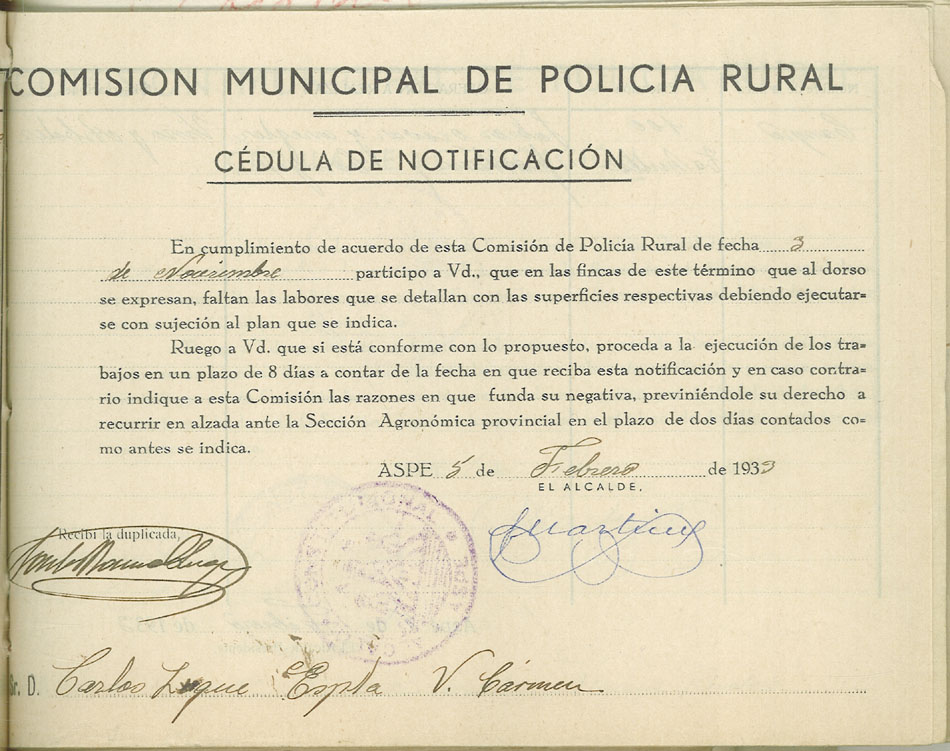 COMISION MUNICIPAL DE POLICIA RURAL
CÉDULA DE NOTIFICACIÓN
En cumplimiento de acuerdo de esta Comisión de Policía Rural de fecha 3
de Noviembre participo a Vd., que en las fincas de este término que al dorso
se expresan, faltan las labores que se detallan con las superficies respectivas debiendo ejecutar=
se con sujeción al plan que se indica.
Ruego a Vd. que si está conforme con lo propuesto, proceda a la ejecución de los tra=
bajos en un plazo de 8 días a contar de la fecha en que reciba esta notificación y en caso contra=
rio indique a esta Comisión las razones en que funda su negativa, previniéndole su derecho a
recurrir en alzada ante la Sección Agronómica provincial en el plazo de dos días contados co=
mo antes se indica.
ASPE 5 de Febrero de 1933
EL ALCALDE,
Recibí la duplicada,
Sr. D. Carlos Luque Espla V. Cármen